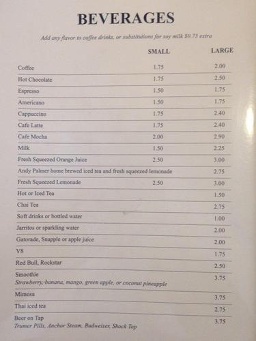 BEVERAGES
Add any flavor to coffee drinks, or substitutions for soy milk $0.75 extra
SMALL LARGE
Coffee 1.75 2.00
Hot Chocolate 1.75 2.50
Espresso 1.50 1.75
Americano 1.50 1.75
Cappuccino 1.75 2.40
Cafe Latte 1.75 2.40
Cafe Mocha 2.00 2.50
Milk 1.50 2.25
Fresh Squeezed Orange Juice 2.50 3.00
Andy Palmer home brewed iced tea and fresh squeezed lemonade 2.75
Fresh Squeezed Lemonade 2.50 3.00
Hot or Iced Tea 1.50
Chai Tea 2.75
Soft drinks or bottled water 1.00
Jarritos or sparkling water 2.00
Gatorade, Snapple or apple juice 2.00
V8 1.75
Red Bull, Rockstar 2.50
Smoothie 3.75
Strawberry, banana, mango, green apple, or coconut pineapple
Mimosa 3.75
Thai iced tea 2.75
Beer on Tap 3.75
Trumer Pills, Anchor Steam, Budweiser, Shock Top